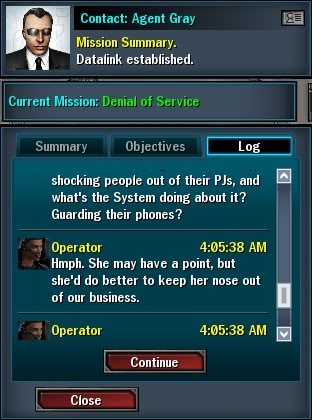 Contact: Agent Gray
Mission Summary.
Datalink established.
Current Mission: Denial of Service
Summary
Objectives
Log
shocking people out of their PJs, and
what's the System doing about it?
Guarding their phones?
Operator 4:05:38 AM
Hmph. She may have a point, but
she'd do better to keep her nose out
of our business.
Operator 4:05:38 AM
Continue
Close